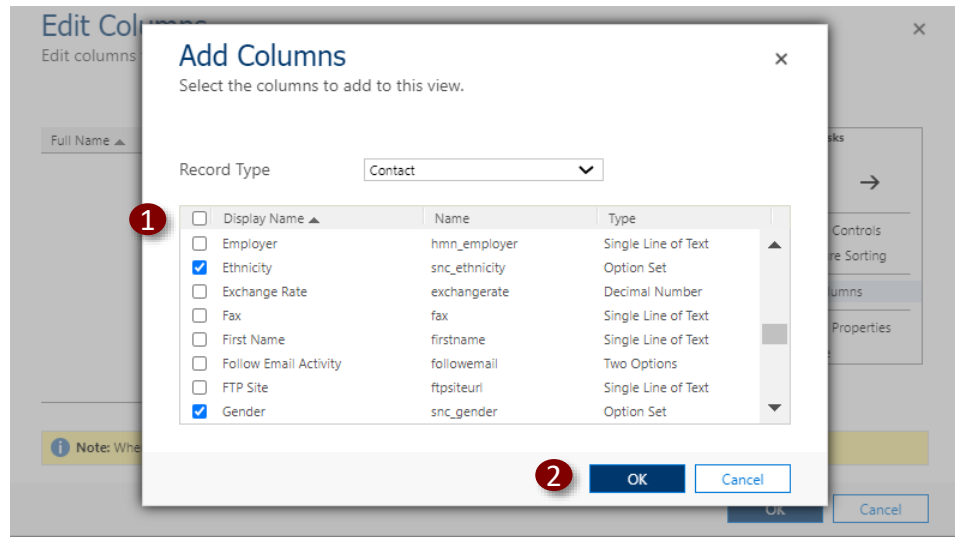 Edit Columns
Edit columns
Full Name
Add Columns
Select the columns to add to this view.
Record Type Contact
1
Display Name Name Type
Employer hmn_employer Single Line of Text
Ethnicity snc_ethnicity Option Set
Exchange Rate exchangerate Decimal Number
Fax fax Single Line of Text
First Name firstname Single Line of Text
Follow Email Activity followemail Two Options
FTP Site ftpsiteurl Single Line of Text
Gender snc_gender Option Set
2 OK Cancel
sks
Controls
re Sorting
umns
Properties
Note: Whe
OK Cancel